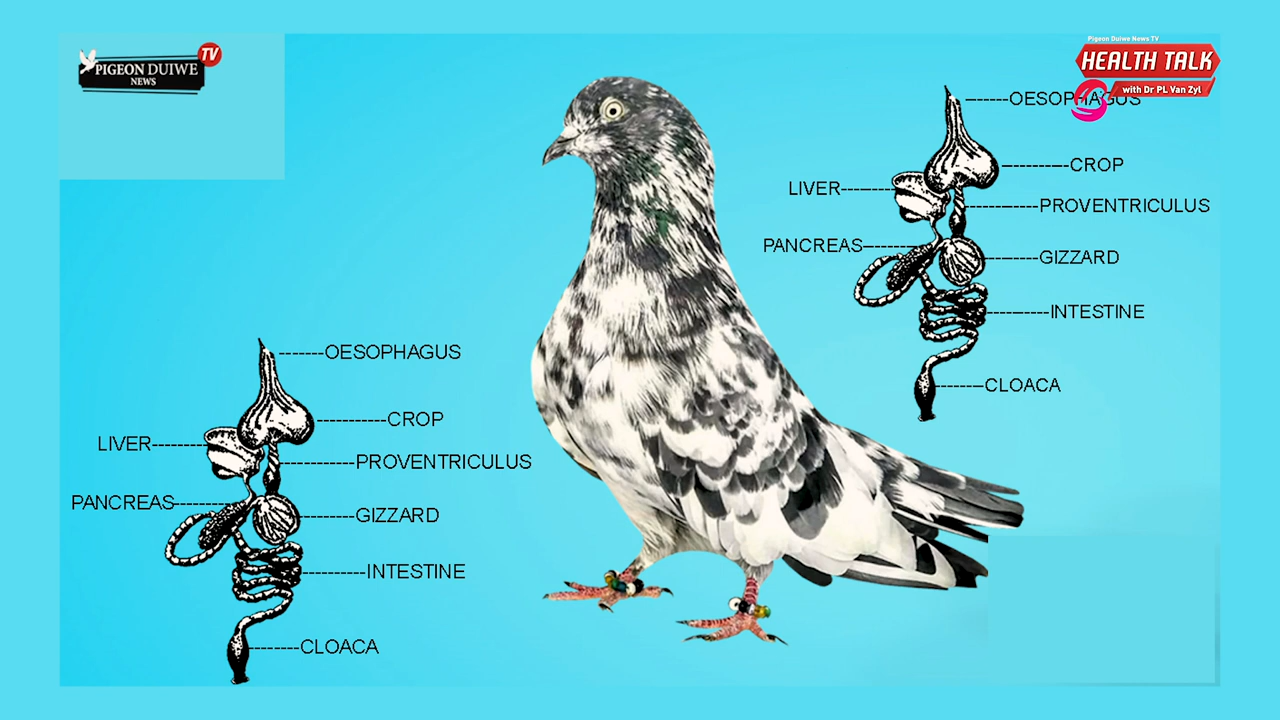 PIGEON DUIWE
NEWS
TV
Pigeon Duiwe News TV
HEALTH TALK
with Dr PL Van Zyl
OESOPHAGUS
CROP
LIVER
PROVENTRICULUS
PANCREAS
GIZZARD
INTESTINE
CLOACA
OESOPHAGUS
CROP
LIVER
PROVENTRICULUS
PANCREAS
GIZZARD
INTESTINE
CLOACA